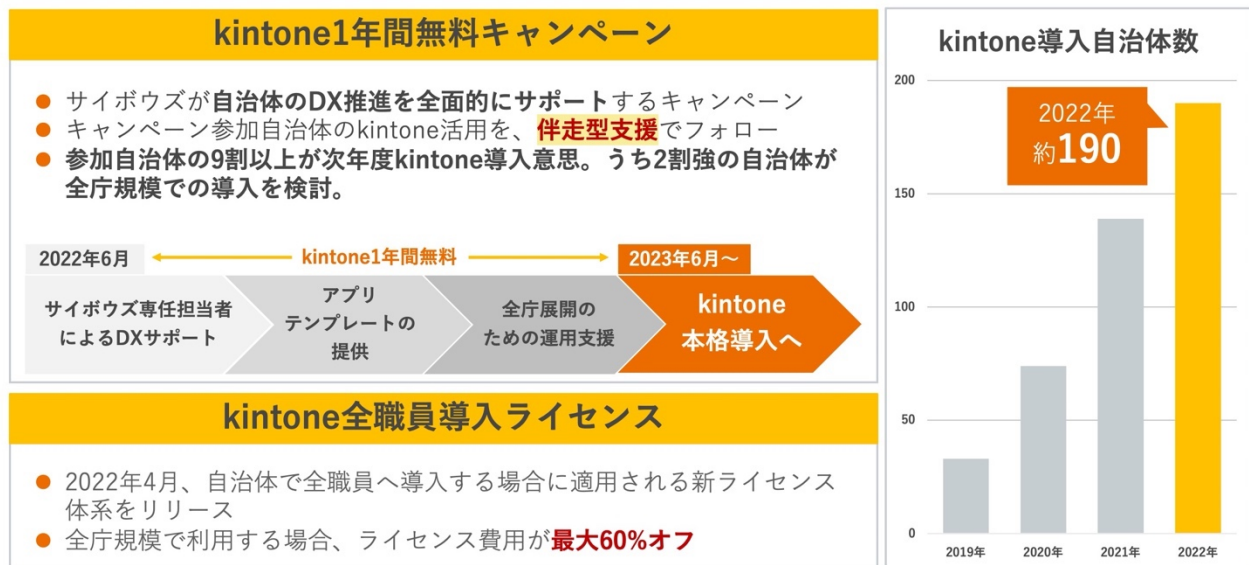 kintone1年間無料キャンペーン
● サイボウズが自治体のDX推進を全面的にサポートするキャンペーン
● キャンペーン参加自治体のkintone活用を、伴走型支援でフォロー
● 参加自治体の9割以上が次年度kintone導入意思。うち2割強の自治体が
全庁規模での導入を検討。
2022年6月
kintone1年間無料
2023年6月～
サイボウズ専任担当者
によるDXサポート
アプリ
テンプレートの
提供
全庁展開の
ための運用支援
kintone
本格導入へ
kintone全職員導入ライセンス
● 2022年4月、自治体で全職員へ導入する場合に適用される新ライセンス
体系をリリース
● 全庁規模で利用する場合、ライセンス費用が最大60%オフ
kintone導入自治体数
200
2022年
約190
150
100
50
0
2019年 2020年 2021年 2022年